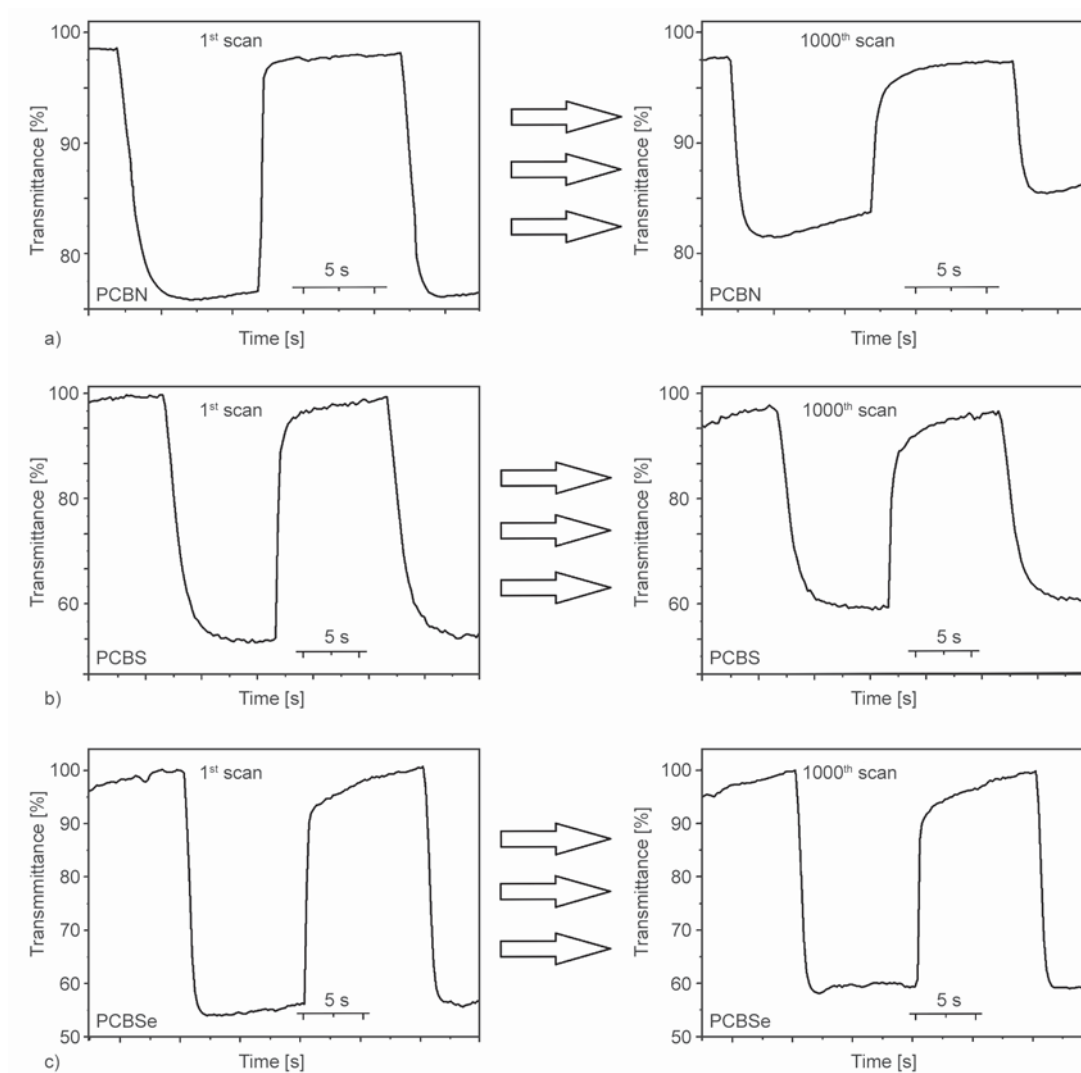 100
90
80
Transmittance [%]
1st scan
5 s
PCBN
Time [s]
a)
100
90
80
Transmittance [%]
1000th scan
5 s
PCBN
Time [s]
100
80
60
Transmittance [%]
1st scan
5 s
PCBS
Time [s]
b)
100
80
60
Transmittance [%]
1000th scan
5 s
PCBS
Time [s]
100
90
80
70
60
50
Transmmittance [%]
1st scan
5 s
PCBSe
Time [s]
c)
100
90
80
70
60
50
Transmittance [%]
1000th scan
5 s
PCBSe
Time [s]